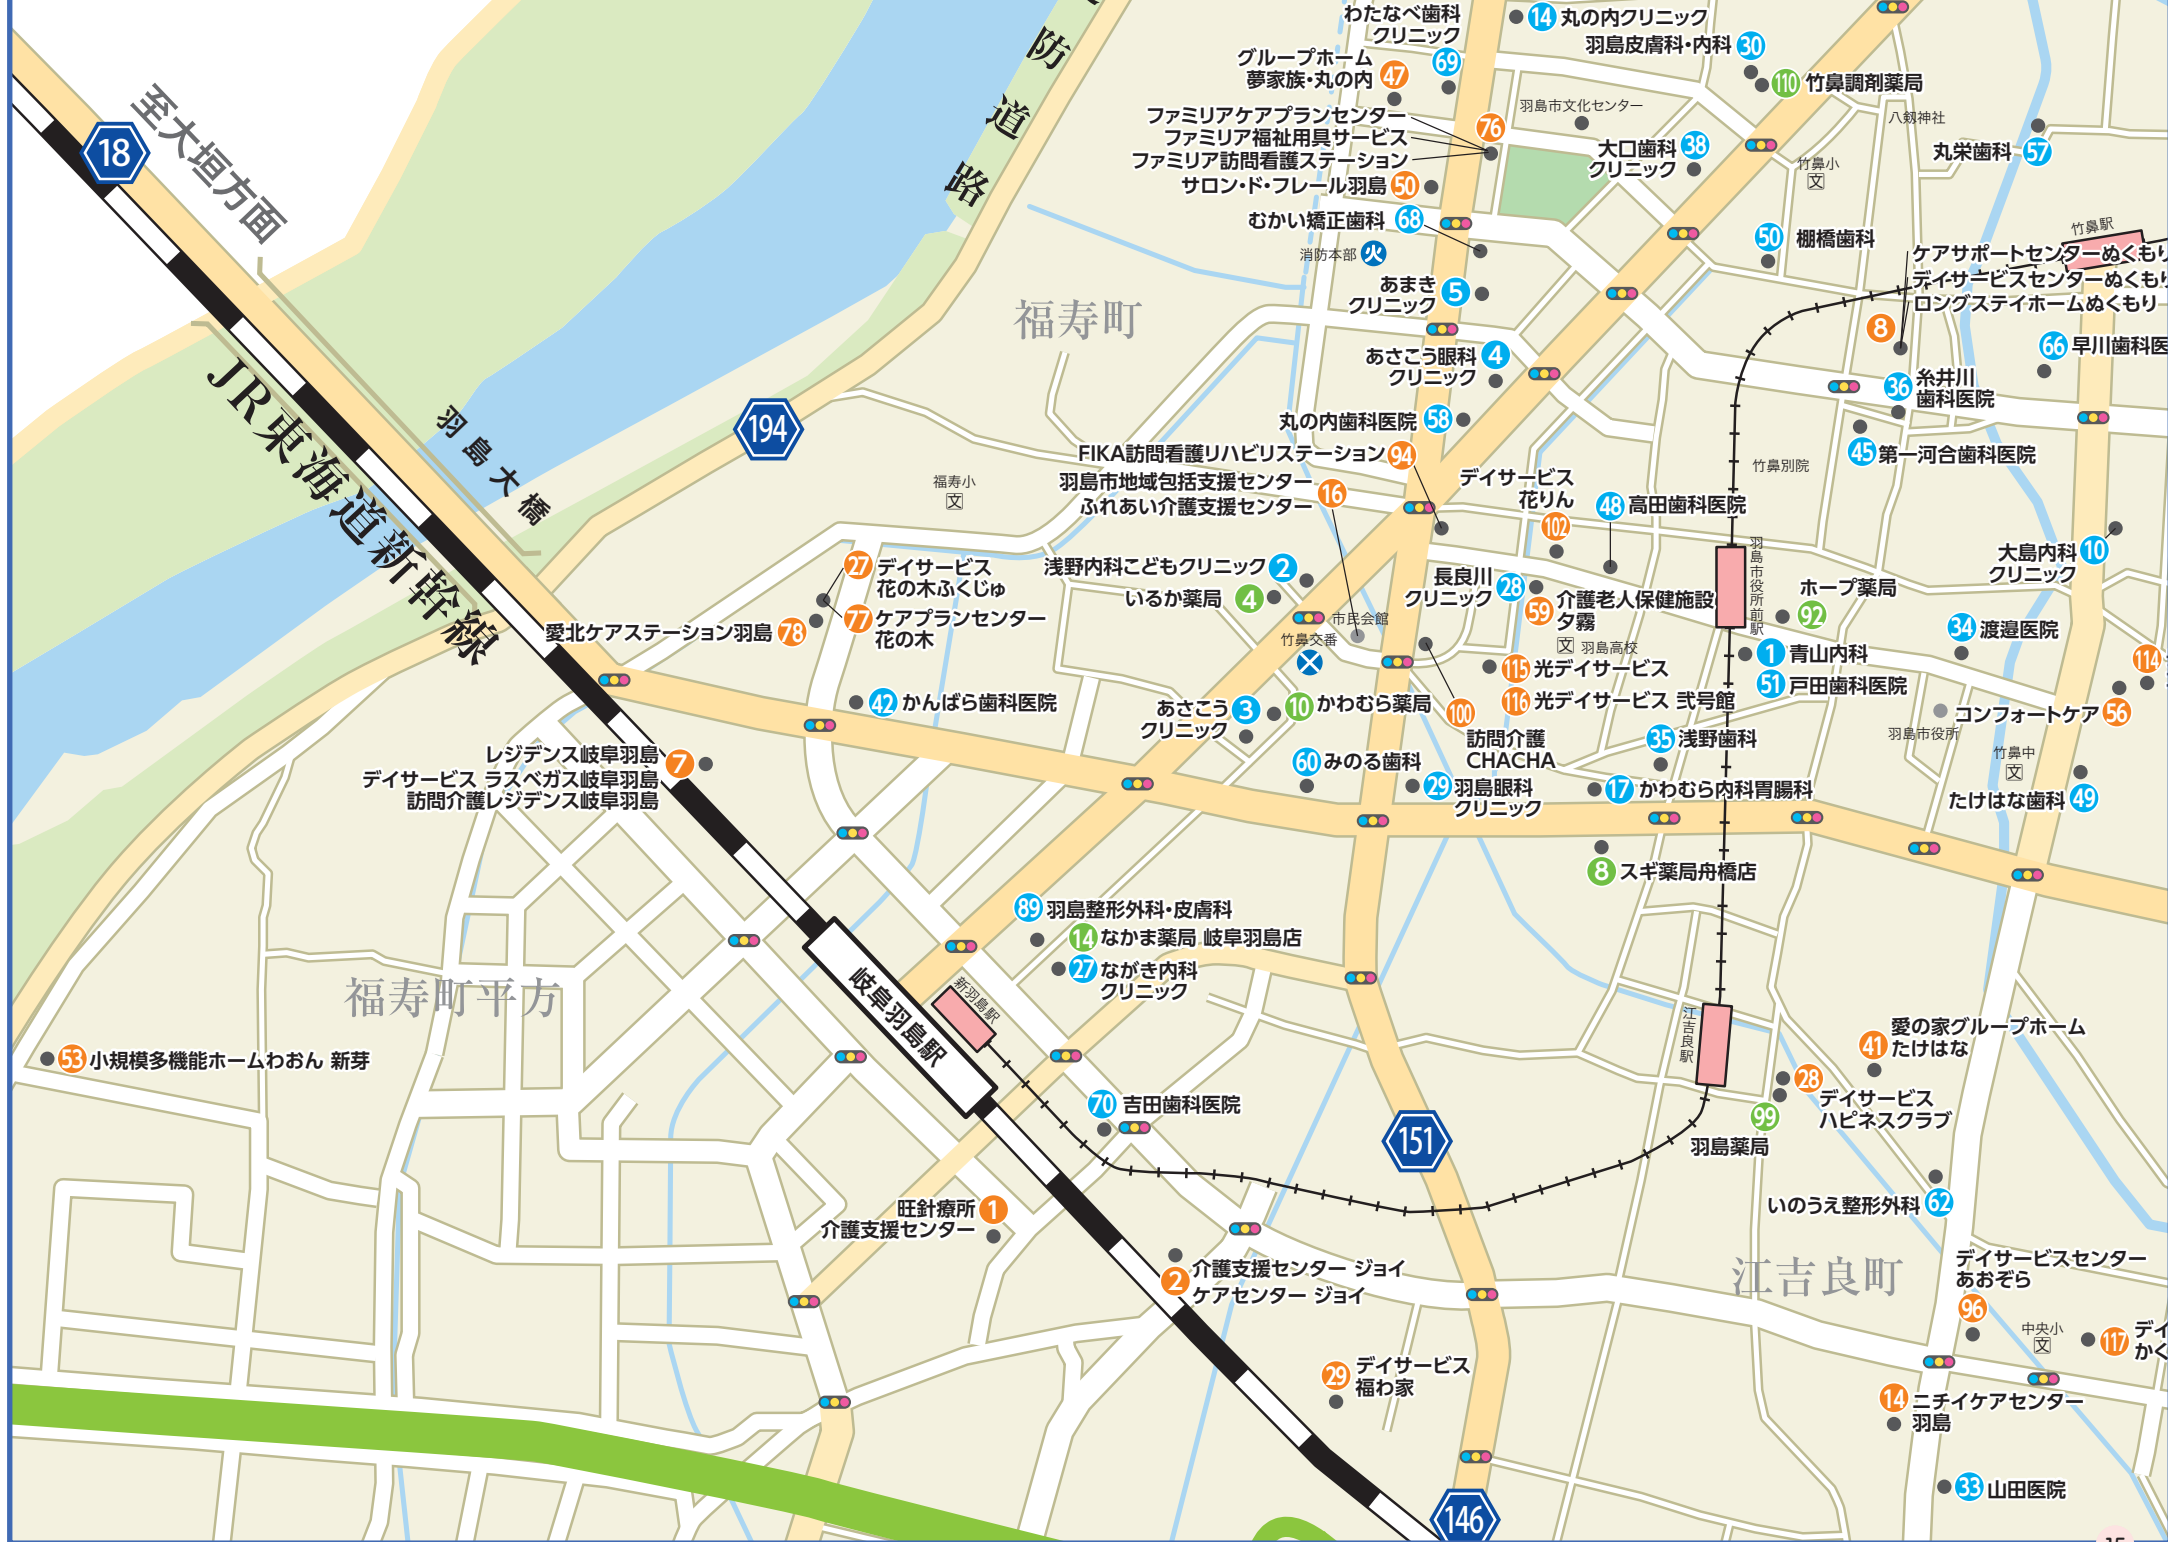 わたなべ歯科
クリニック
69
14 丸の内クリニック
羽島皮膚科・内科 30
110 竹鼻調剤薬局
グループホーム
夢家族・丸の内 47
ファミリアケアプランセンター
ファミリア福祉用具サービス
ファミリア訪問看護ステーション
76
羽島市文化センター
八剱神社
サロン・ド・フレール羽島 50
大口歯科
クリニック 38
竹鼻小
文
丸栄歯科 57
むかい矯正歯科 68
消防本部 火
50 棚橋歯科
竹鼻駅
ケアサポートセンターぬくもり
デイサービスセンターぬくもり
ロングステイホームぬくもり
8
あまき
クリニック 5
あさこう眼科
クリニック 4
66 早川歯科医
36 糸井川
歯科医院
45 第一河合歯科医院
竹鼻別院
防
道
路
18
至大垣方面
JR東海道新幹線
羽島大橋
194
福寿町
福寿小
文
丸の内歯科医院 58
FIKA訪問看護リハビリステーション 94
羽島市地域包括支援センター
ふれあい介護支援センター
16
デイサービス
花りん
102
48 高田歯科医院
大島内科
クリニック 10
羽島市役所前駅
浅野内科こどもクリニック 2
いるか薬局 4
長良川
クリニック 28
59 介護老人保健施設
夕霧
文 羽島高校
ホープ薬局
92
34 渡邉医院
114
27 デイサービス
花の木ふくじゅ
77 ケアプランセンター
花の木
愛北ケアステーション羽島 78
市民会館
竹鼻交番
1 青山内科
51 戸田歯科医院
115 光デイサービス
116 光デイサービス 弐号館
42 かんばら歯科医院
あさこう
クリニック 3
10 かわむら薬局
100
訪問介護
CHACHA
35 浅野歯科
羽島市役所
コンフォートケア 56
竹鼻中
文
レジデンス岐阜羽島
デイサービス ラスベガス岐阜羽島
訪問介護レジデンス岐阜羽島
7
60 みのる歯科
29 羽島眼科
クリニック
17 かわむら内科胃腸科
たけはな歯科 49
8 スギ薬局舟橋店
89 羽島整形外科・皮膚科
14 なかま薬局 岐阜羽島店
27 ながき内科
クリニック
福寿町平方
岐阜羽島駅
新羽島駅
江吉良駅
53 小規模多機能ホームわおん 新芽
41 愛の家グループホーム
たけはな
28 デイサービス
ハピネスクラブ
99
羽島薬局
70 吉田歯科医院
151
旺針療所
介護支援センター
1
いのうえ整形外科 62
2 介護支援センター ジョイ
ケアセンター ジョイ
江吉良町
デイサービスセンター
あおぞら
96
中央小
文
117 デイ
かく
29 デイサービス
福わ家
14 ニチイケアセンター
羽島
33 山田医院
146